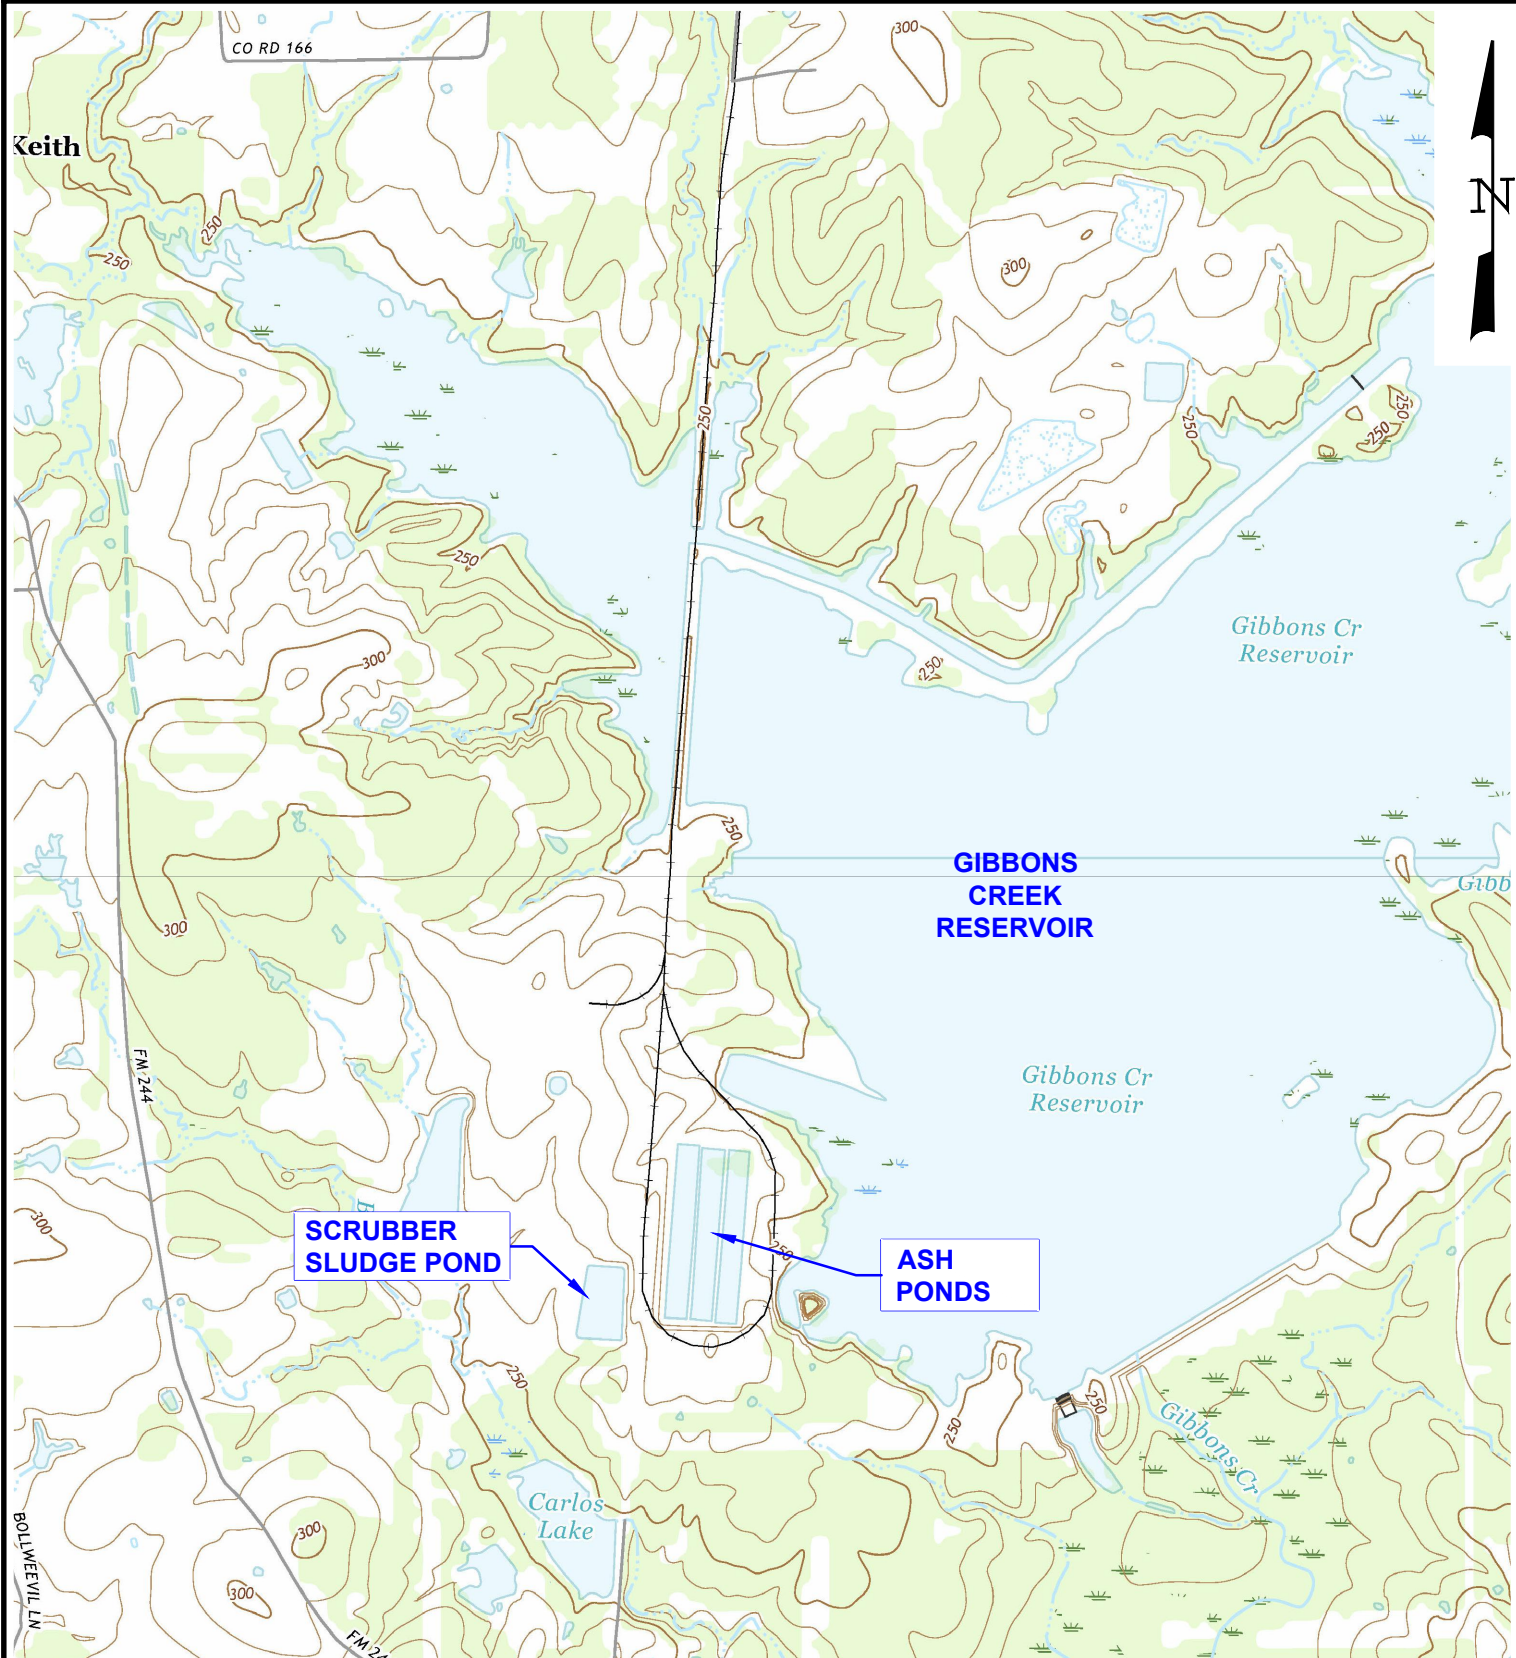 CO RD 166
300
Keith
N
250
250
300
250
250
250
250
250
Gibbons Cr
Reservoir
300
250
250
GIBBONS
CREEK
RESERVOIR
Gibb
300
FM 244
Gibbons Cr
Reservoir
300
SCRUBBER
SLUDGE POND
250
ASH
PONDS
250
250
250
Gibbons Cr
Carlos
Lake
300
BOLLWEEVIL LN
300
FM 24